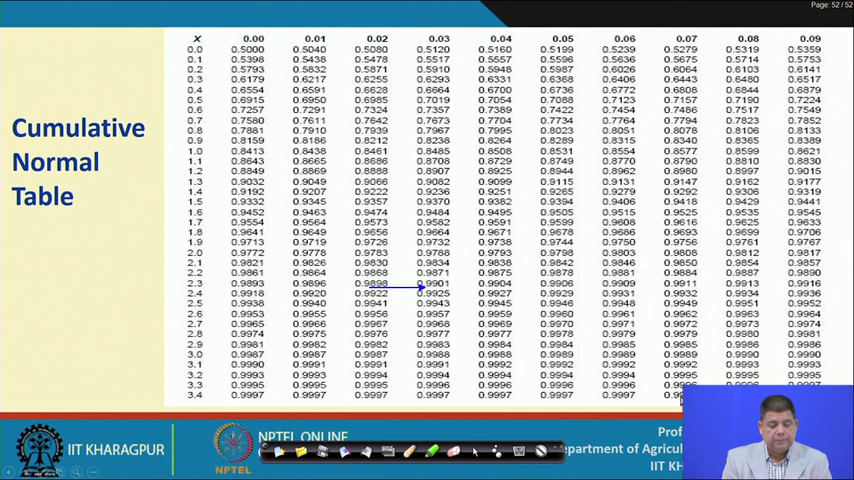 Page: 52 / 52
Cumulative
Normal
Table
X 0.00 0.01 0.02 0.03 0.04 0.05 0.06 0.07 0.08 0.09
0.0 0.5000 0.5040 0.5080 0.5120 0.5160 0.5199 0.5239 0.5279 0.5319 0.5359
0.1 0.5398 0.5438 0.5478 0.5517 0.5557 0.5596 0.5636 0.5675 0.5714 0.5753
0.2 0.5793 0.5832 0.5871 0.5910 0.5948 0.5987 0.6026 0.6064 0.6103 0.6141
0.3 0.6179 0.6217 0.6255 0.6293 0.6331 0.6368 0.6406 0.6443 0.6480 0.6517
0.4 0.6554 0.6591 0.6628 0.6664 0.6700 0.6736 0.6772 0.6808 0.6844 0.6879
0.5 0.6915 0.6950 0.6985 0.7019 0.7054 0.7088 0.7123 0.7157 0.7190 0.7224
0.6 0.7257 0.7291 0.7324 0.7357 0.7389 0.7422 0.7454 0.7486 0.7517 0.7549
0.7 0.7580 0.7611 0.7642 0.7673 0.7704 0.7734 0.7764 0.7794 0.7823 0.7852
0.8 0.7881 0.7910 0.7939 0.7967 0.7995 0.8023 0.8051 0.8078 0.8106 0.8133
0.9 0.8159 0.8186 0.8212 0.8238 0.8264 0.8289 0.8315 0.8340 0.8365 0.8389
1.0 0.8413 0.8438 0.8461 0.8485 0.8508 0.8531 0.8554 0.8577 0.8599 0.8621
1.1 0.8643 0.8665 0.8686 0.8708 0.8729 0.8749 0.8770 0.8790 0.8810 0.8830
1.2 0.8849 0.8869 0.8888 0.8907 0.8925 0.8944 0.8962 0.8980 0.8997 0.9015
1.3 0.9032 0.9049 0.9066 0.9082 0.9099 0.9115 0.9131 0.9147 0.9162 0.9177
1.4 0.9192 0.9207 0.9222 0.9236 0.9251 0.9265 0.9279 0.9292 0.9306 0.9319
1.5 0.9332 0.9345 0.9357 0.9370 0.9382 0.9394 0.9406 0.9418 0.9429 0.9441
1.6 0.9452 0.9463 0.9474 0.9484 0.9495 0.9505 0.9515 0.9525 0.9535 0.9545
1.7 0.9554 0.9564 0.9573 0.9582 0.9591 0.9599 0.9608 0.9616 0.9625 0.9633
1.8 0.9641 0.9649 0.9656 0.9664 0.9671 0.9678 0.9686 0.9693 0.9699 0.9706
1.9 0.9713 0.9719 0.9726 0.9732 0.9738 0.9744 0.9750 0.9756 0.9761 0.9767
2.0 0.9772 0.9778 0.9783 0.9788 0.9793 0.9798 0.9803 0.9808 0.9812 0.9817
2.1 0.9821 0.9826 0.9830 0.9834 0.9838 0.9842 0.9846 0.9850 0.9854 0.9857
2.2 0.9861 0.9864 0.9868 0.9871 0.9875 0.9878 0.9881 0.9884 0.9887 0.9890
2.3 0.9893 0.9896 0.9898 0.9901 0.9904 0.9906 0.9909 0.9911 0.9913 0.9916
2.4 0.9918 0.9920 0.9922 0.9925 0.9927 0.9929 0.9931 0.9932 0.9934 0.9936
2.5 0.9938 0.9940 0.9941 0.9943 0.9945 0.9946 0.9948 0.9949 0.9951 0.9952
2.6 0.9953 0.9955 0.9956 0.9957 0.9959 0.9960 0.9961 0.9962 0.9963 0.9964
2.7 0.9965 0.9966 0.9967 0.9968 0.9969 0.9970 0.9971 0.9972 0.9973 0.9974
2.8 0.9974 0.9975 0.9976 0.9977 0.9977 0.9978 0.9979 0.9979 0.9980 0.9981
2.9 0.9981 0.9982 0.9982 0.9983 0.9984 0.9984 0.9985 0.9985 0.9986 0.9986
3.0 0.9987 0.9987 0.9987 0.9988 0.9988 0.9989 0.9989 0.9989 0.9990 0.9990
3.1 0.9990 0.9991 0.9991 0.9991 0.9992 0.9992 0.9992 0.9992 0.9993 0.9993
3.2 0.9993 0.9993 0.9994 0.9994 0.9994 0.9994 0.9994 0.9995 0.9995 0.9995
3.3 0.9995 0.9995 0.9995 0.9996 0.9996 0.9996 0.9996 0.9996
3.4 0.9997 0.9997 0.9997 0.9997 0.9997 0.9997 0.9997
IIT KHARAGPUR
NPTEL
NPTEL ONLINE
Prof
Department of Agricul
IIT KH